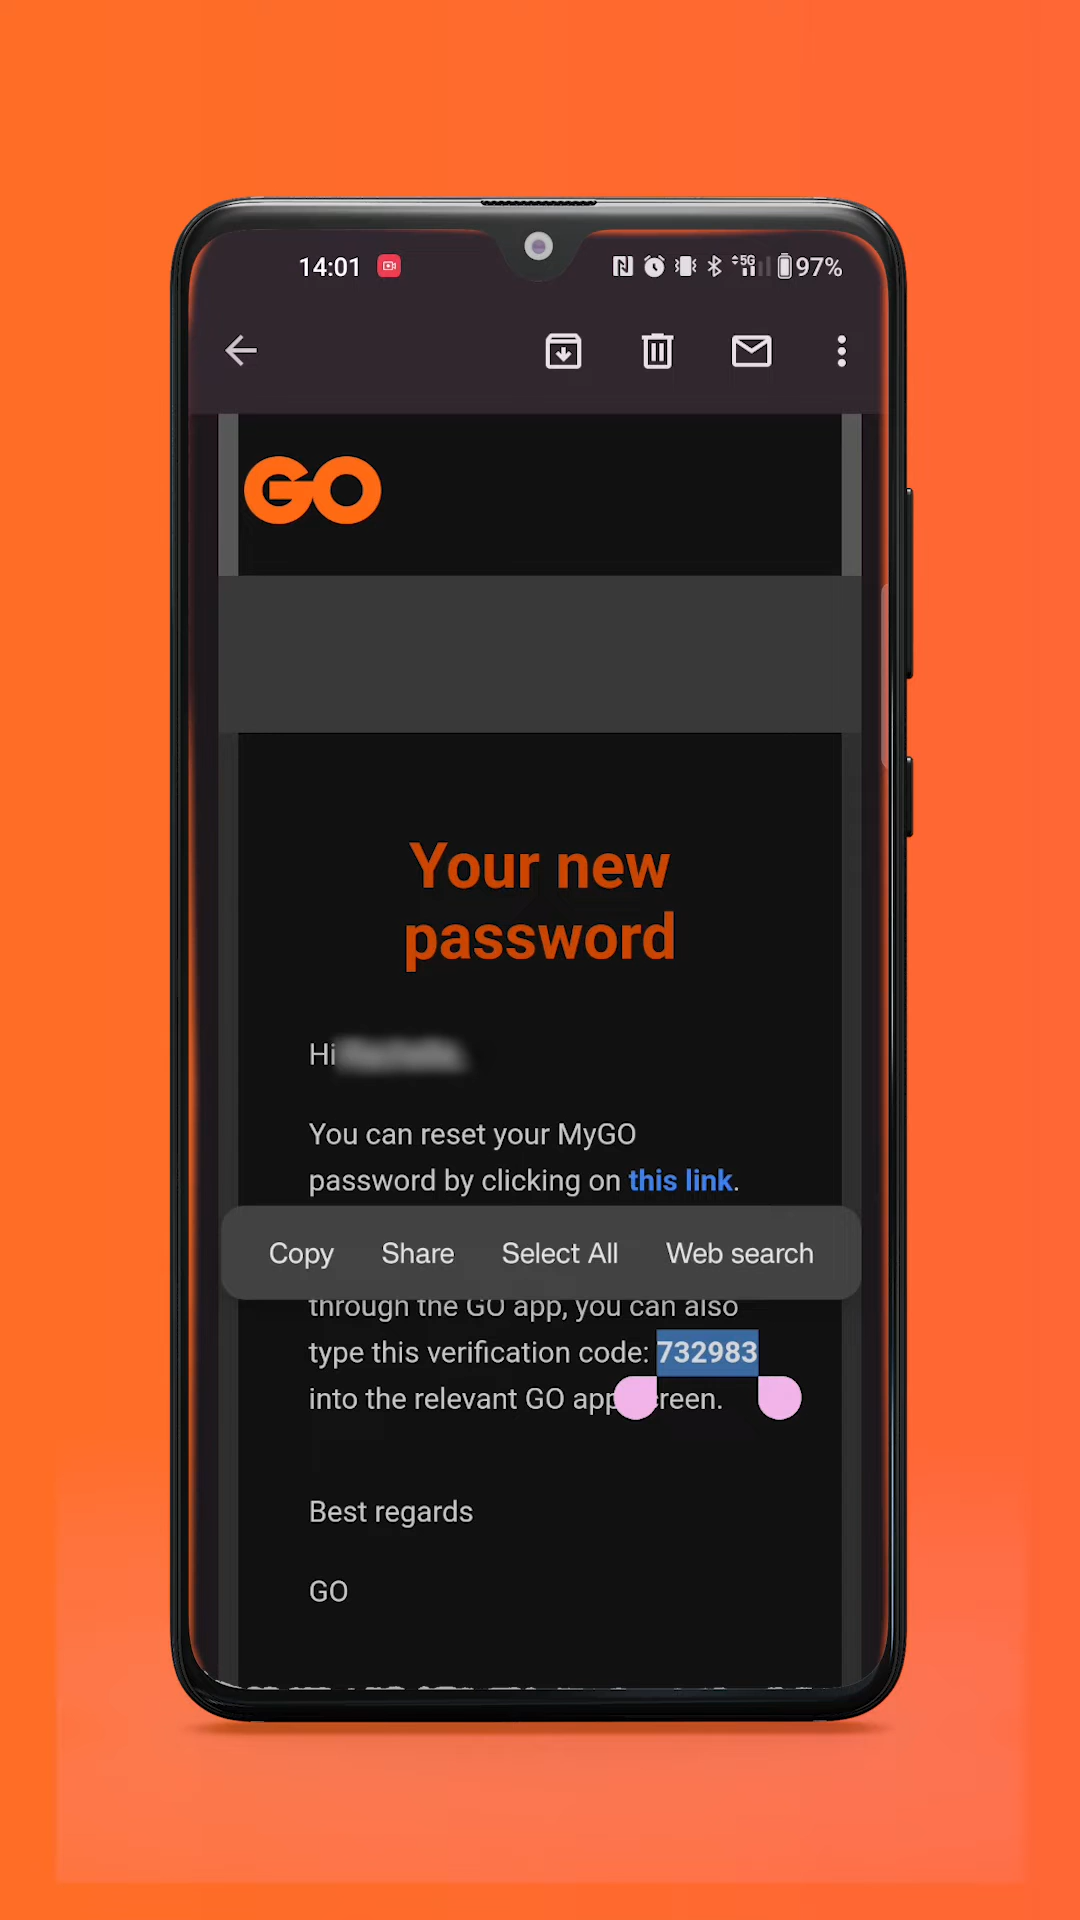 14:01
5G
97%
GO
Your new
password
Hi
You can reset your MyGO
password by clicking on this link.
Copy Share Select All Web search
through the GO app, you can also
type this verification code: 732983
into the relevant GO app
Best regards
GO